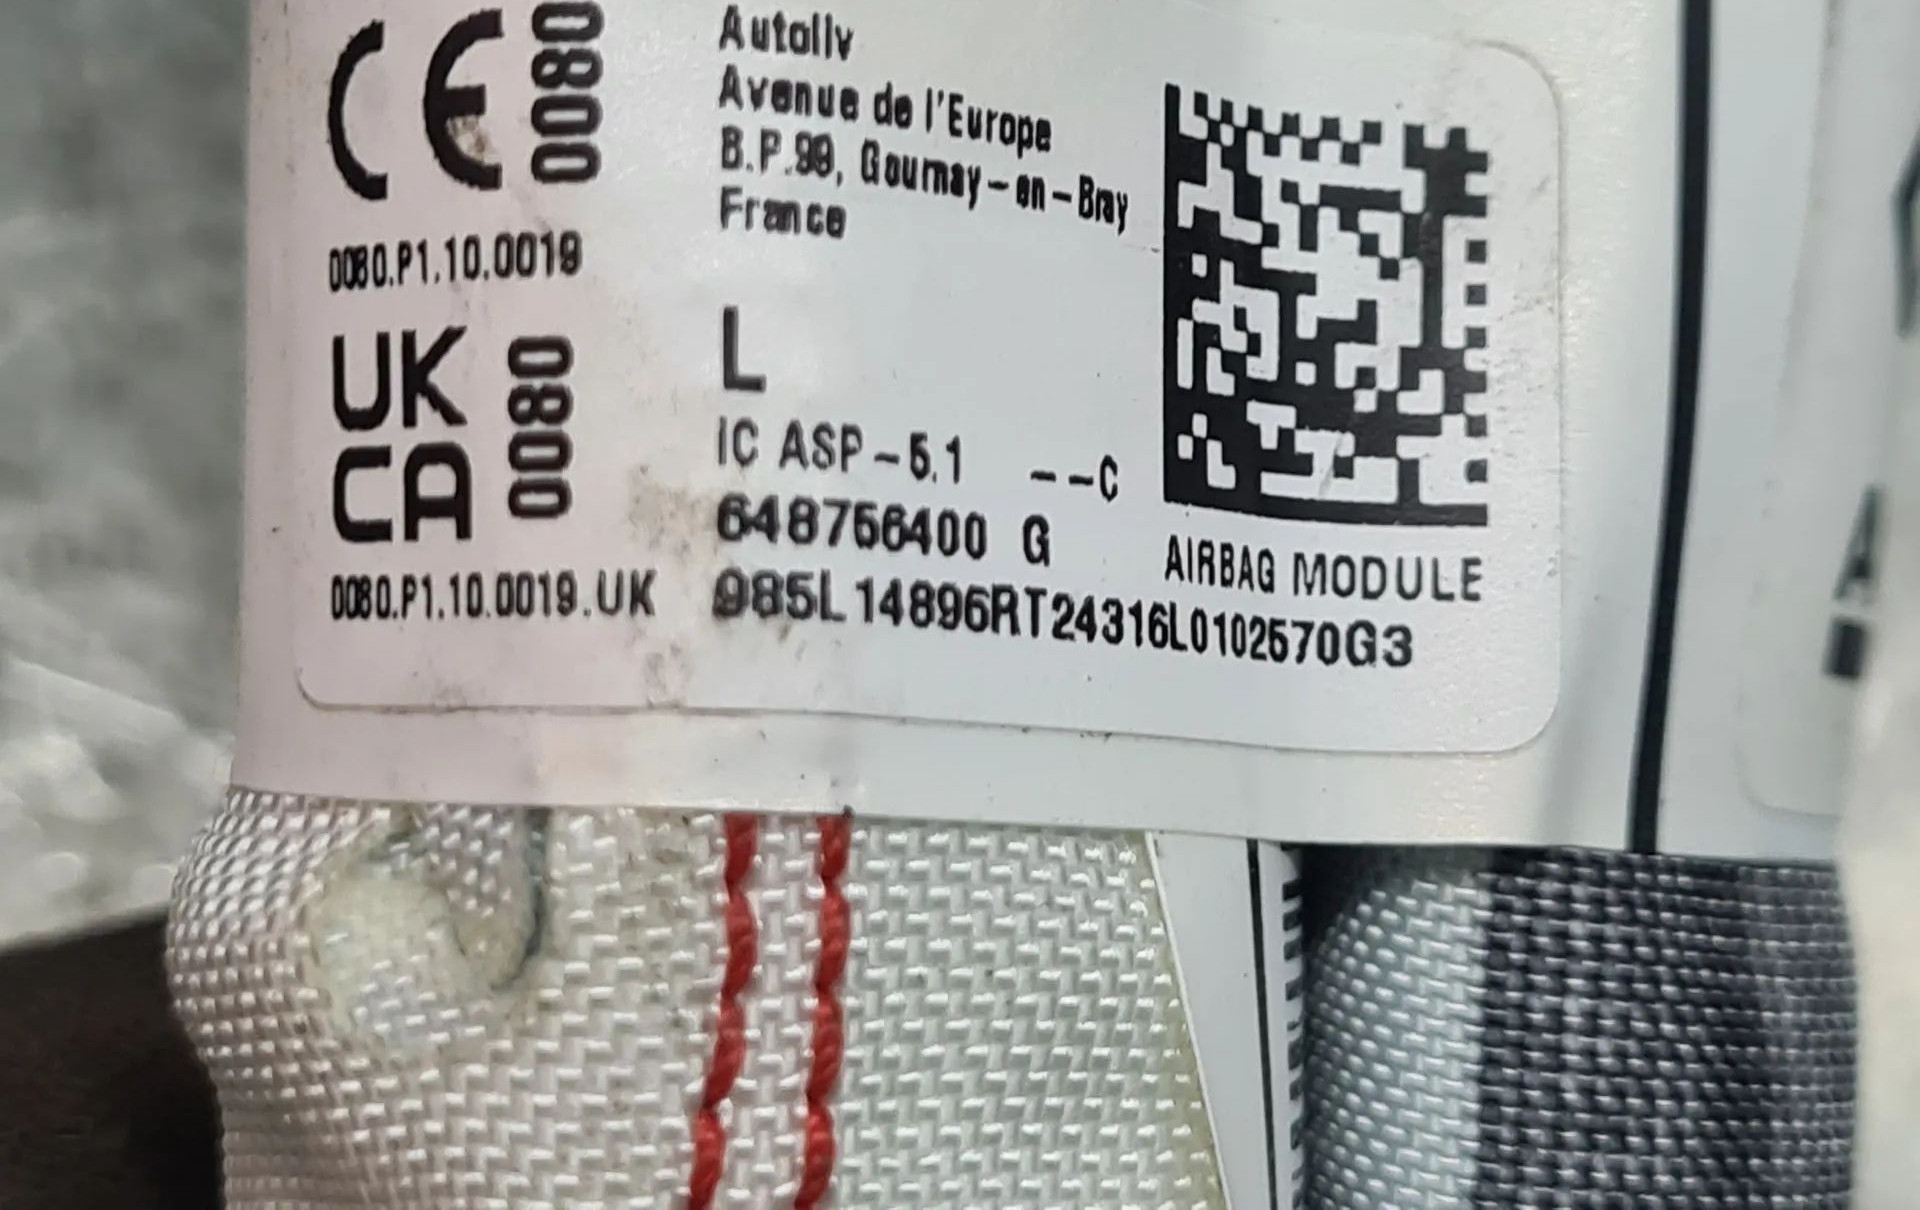 CE 0080
0080.P1.10.0019
UK
CA 0080
0080.P1.10.0019.UK
Autoliv
Avenue de l'Europe
B.P.99, Gournay-en-Bray
France
L
IC ASP-5.1 --C
648756400 G
985L14896RT24316L0102570G3
AIRBAG MODULE